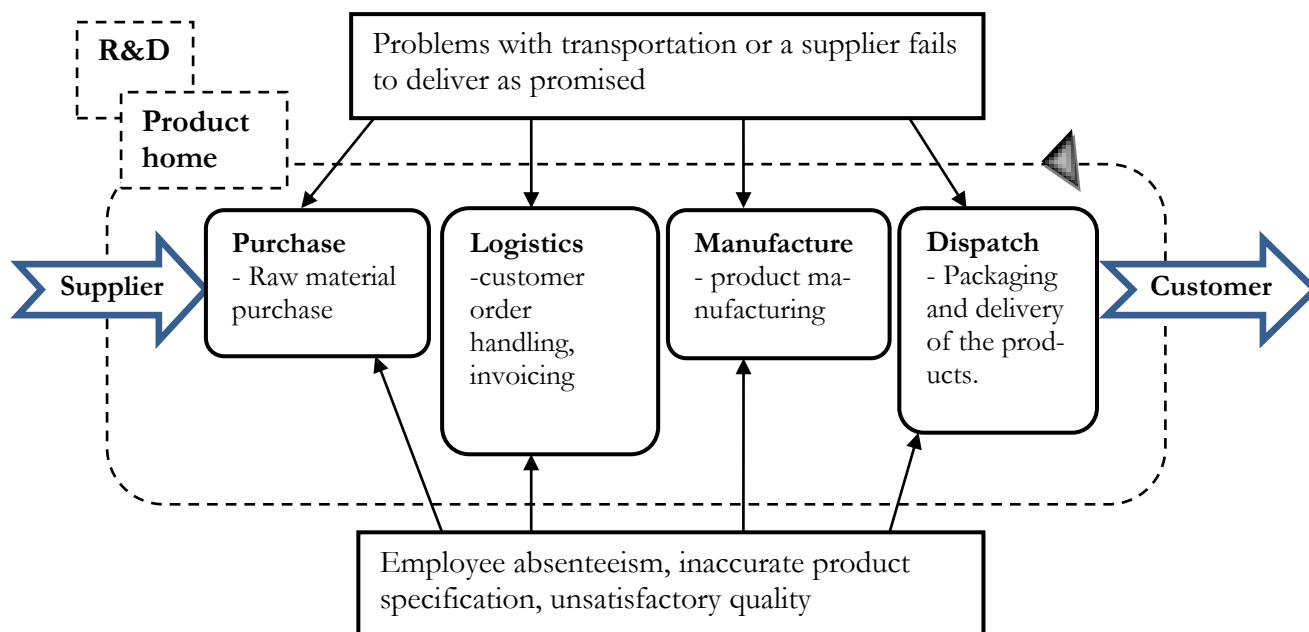 R&D
Product
home
Problems with transportation or a supplier fails
to deliver as promised
Supplier
Purchase
- Raw material
purchase
Logistics
-customer
order
handling,
invoicing
Manufacture
- product ma-
nufacturing
Dispatch
- Packaging
and delivery
of the prod-
ucts.
Customer
Employee absenteeism, inaccurate product
specification, unsatisfactory quality